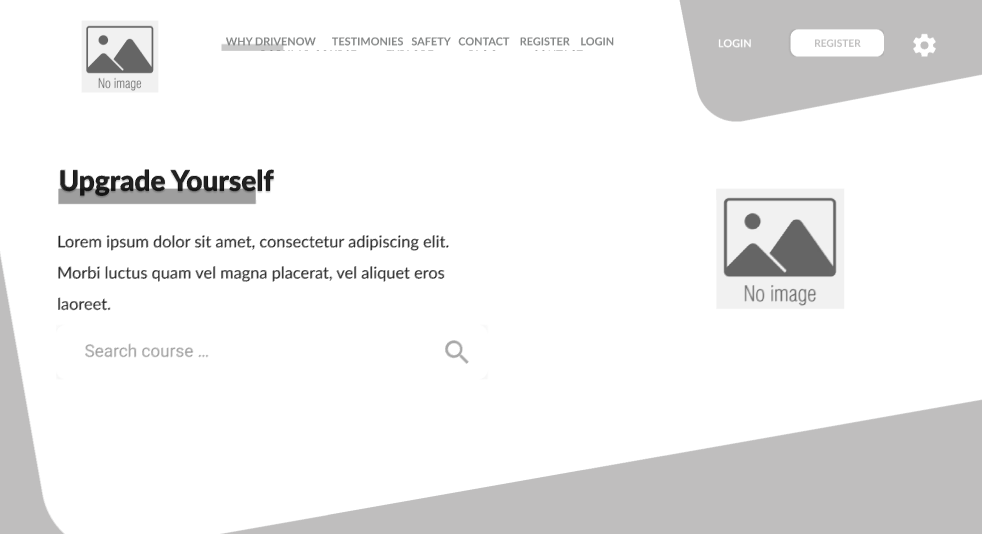 No image
WHY DRIVENOW TESTIMONIES SAFETY CONTACT REGISTER LOGIN
LOGIN
REGISTER
Upgrade Yourself
Lorem ipsum dolor sit amet, consectetur adipiscing elit.
Morbi luctus quam vel magna placerat, vel aliquet eros
laoreet.
Search course ...
No image